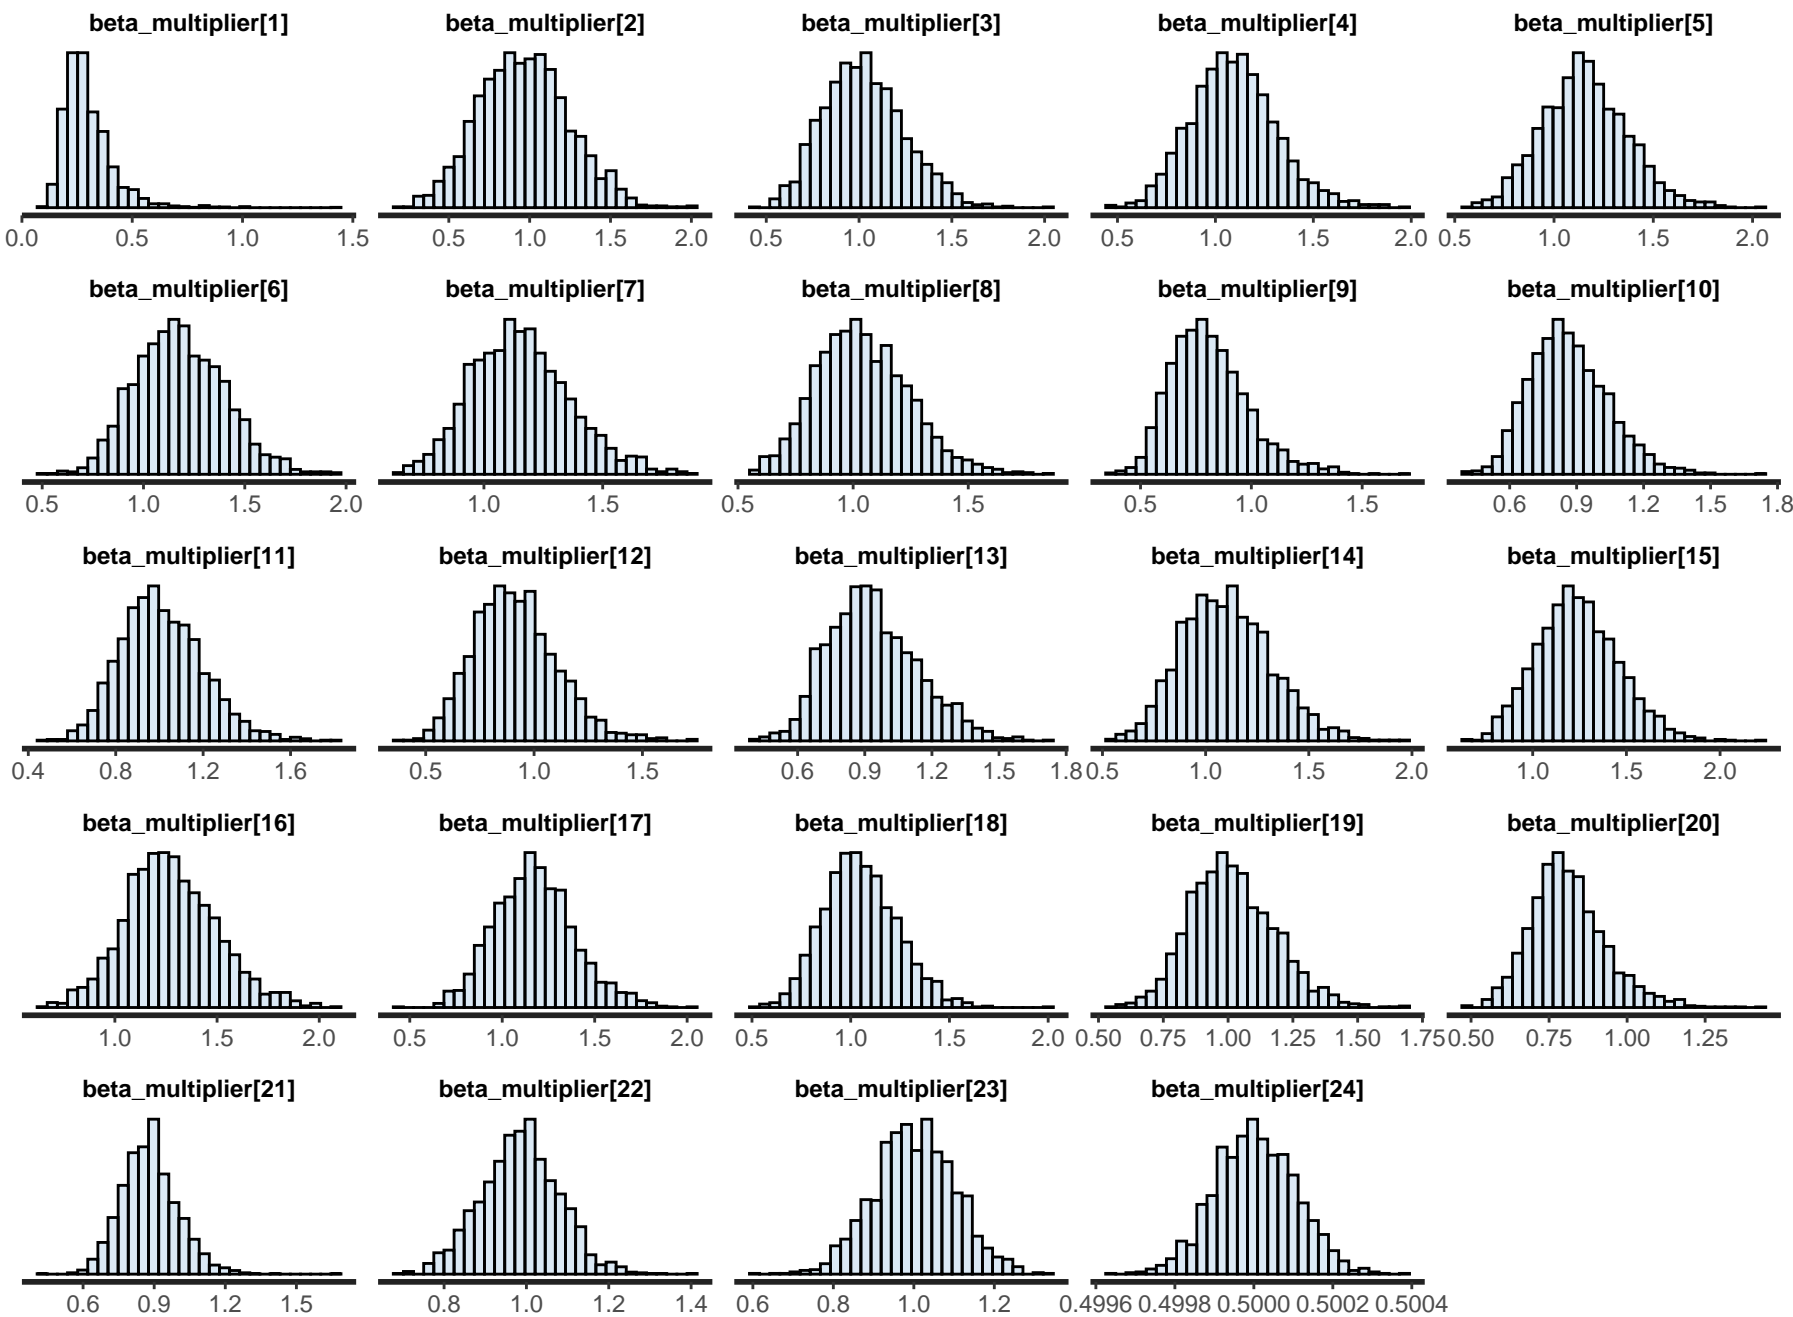 beta_multiplier[1] beta_multiplier[2] beta_multiplier[3] beta_multiplier[4] beta_multiplier[5]
0.0 0.5 1.0 1.5 0.5 1.0 1.5 2.0 0.5 1.0 1.5 2.0 0.5 1.0 1.5 2.0 0.5 1.0 1.5 2.0
beta_multiplier[6] beta_multiplier[7] beta_multiplier[8] beta_multiplier[9] beta_multiplier[10]
0.5 1.0 1.5 2.0 1.0 1.5 0.5 1.0 1.5 0.5 1.0 1.5 0.6 0.9 1.2 1.5 1.8
beta_multiplier[11] beta_multiplier[12] beta_multiplier[13] beta_multiplier[14] beta_multiplier[15]
0.4 0.8 1.2 1.6 0.5 1.0 1.5 0.6 0.9 1.2 1.5 1.8 0.5 1.0 1.5 2.0 1.0 1.5 2.0
beta_multiplier[16] beta_multiplier[17] beta_multiplier[18] beta_multiplier[19] beta_multiplier[20]
1.0 1.5 2.0 0.5 1.0 1.5 2.0 0.5 1.0 1.5 2.0 0.50 0.75 1.00 1.25 1.50 1.75 0.50 0.75 1.00 1.25
beta_multiplier[21] beta_multiplier[22] beta_multiplier[23] beta_multiplier[24]
0.6 0.9 1.2 1.5 0.8 1.0 1.2 1.4 0.6 0.8 1.0 1.2 0.4996 0.4998 0.5000 0.5002 0.5004